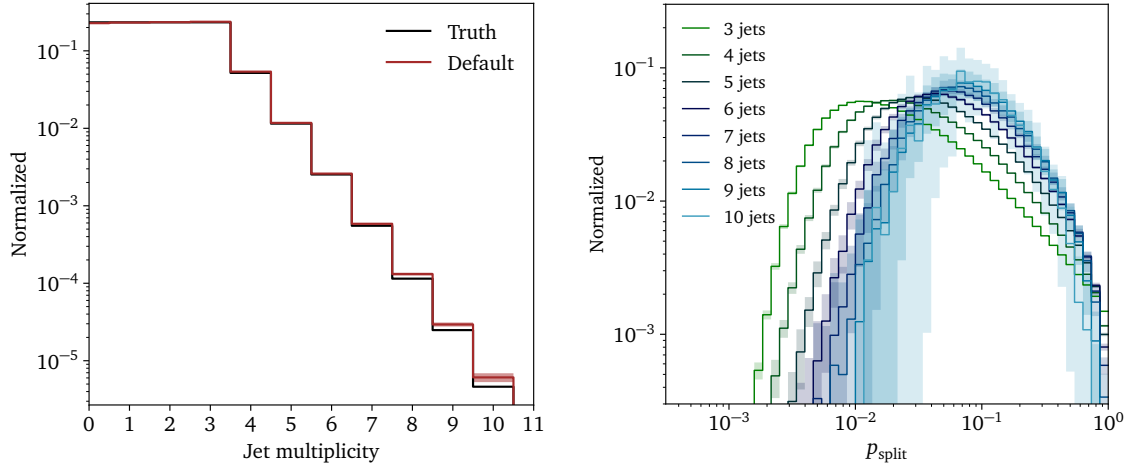 Normalized
10⁻¹
10⁻²
10⁻³
10⁻⁴
10⁻⁵
Truth
Default
0 1 2 3 4 5 6 7 8 9 10 11
Jet multiplicity
Normalized
10⁻¹
10⁻²
10⁻³
3 jets
4 jets
5 jets
6 jets
7 jets
8 jets
9 jets
10 jets
10⁻³ 10⁻² 10⁻¹ 10⁰
p_split